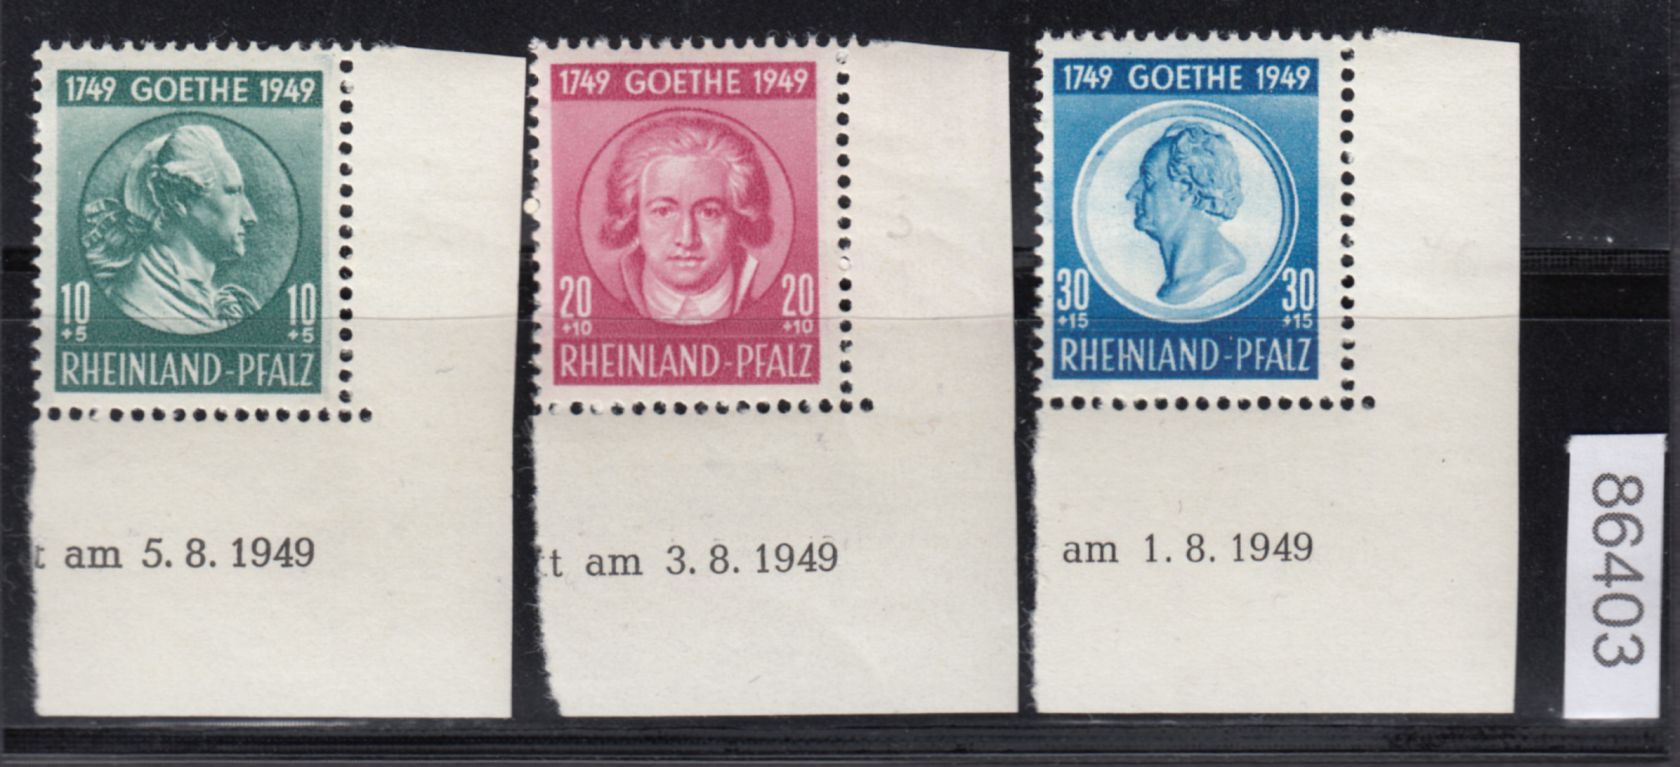 1749 GOETHE 1949
10 10
+5 +5
RHEINLAND-PFALZ
t am 5. 8. 1949
1749 GOETHE 1949
20 20
+10 +10
RHEINLAND-PFALZ
tt am 3. 8. 1949
1749 GOETHE 1949
30 30
+15 +15
RHEINLAND-PFALZ
am 1. 8. 1949
86403